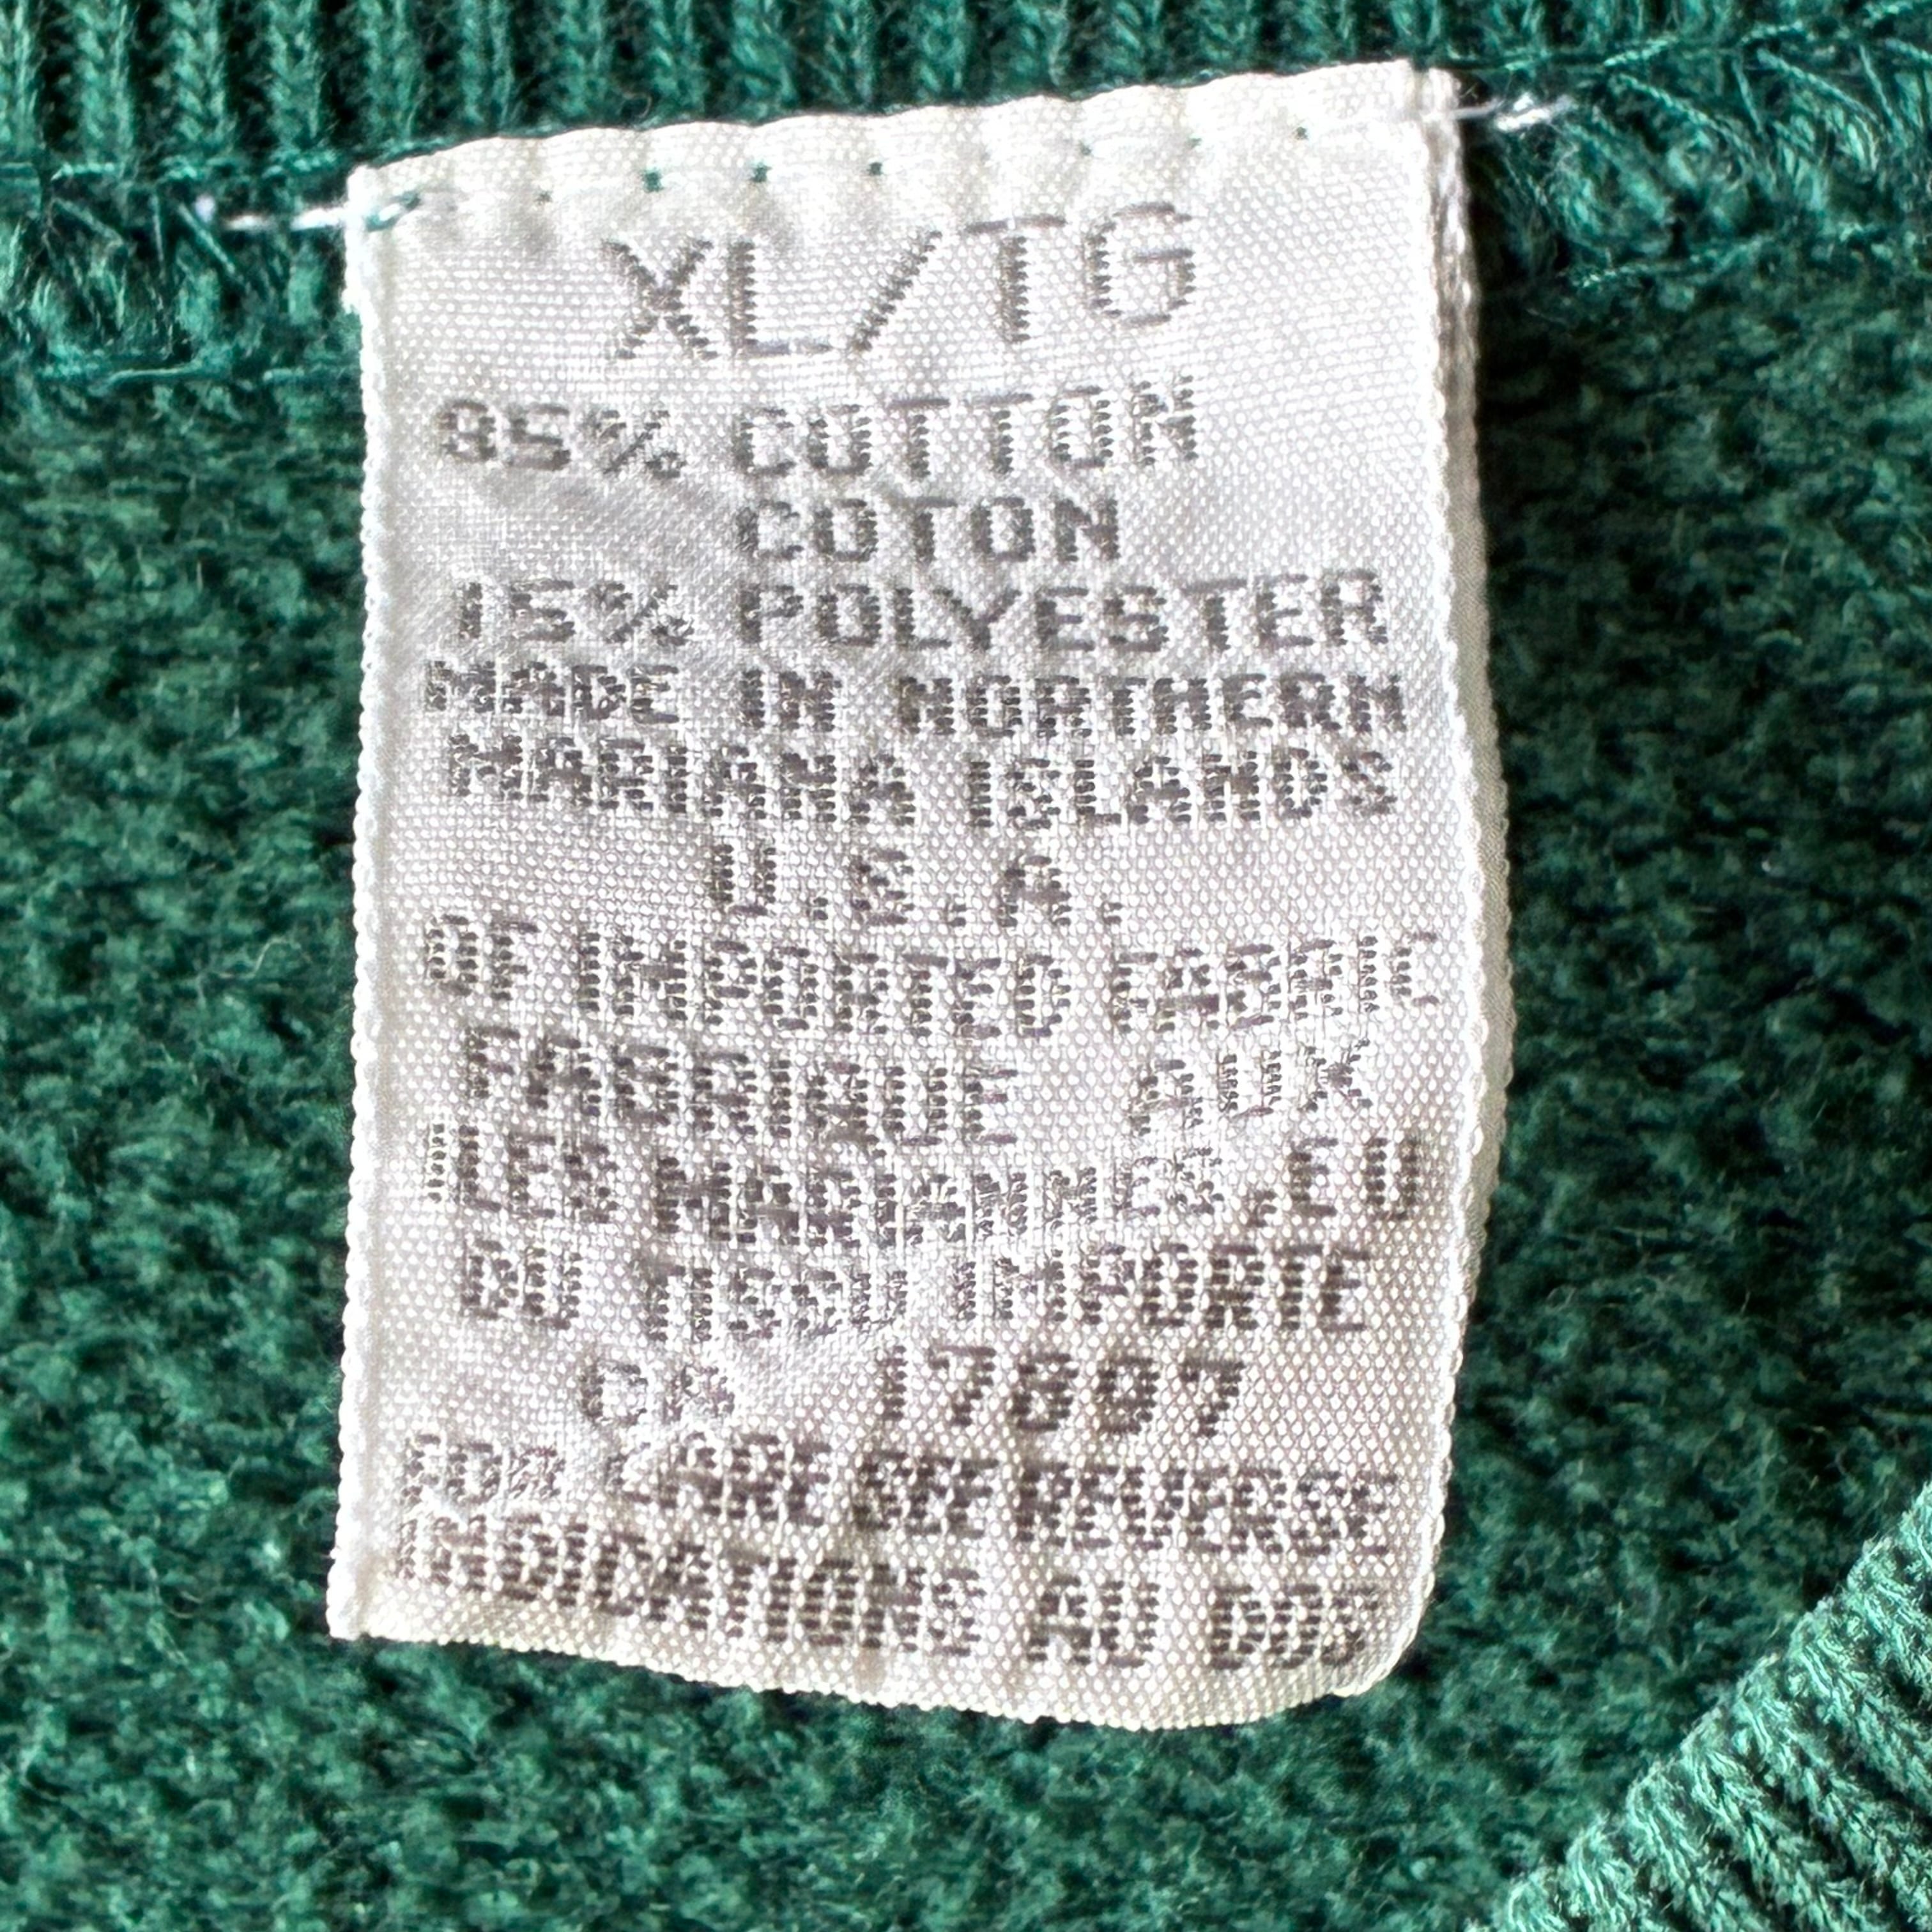 XL/TG
85% COTTON
COTON
15% POLYESTER
MADE IN NORTHERN
MARIANA ISLANDS
U.S.A.
OF IMPORTED FABRIC
FABRIQUE AUX
ILES MARIANNES,EU
DU TISSU IMPORTE
CA 17897
FOR CARE SEE REVERSE
INDICATIONS AU DOS